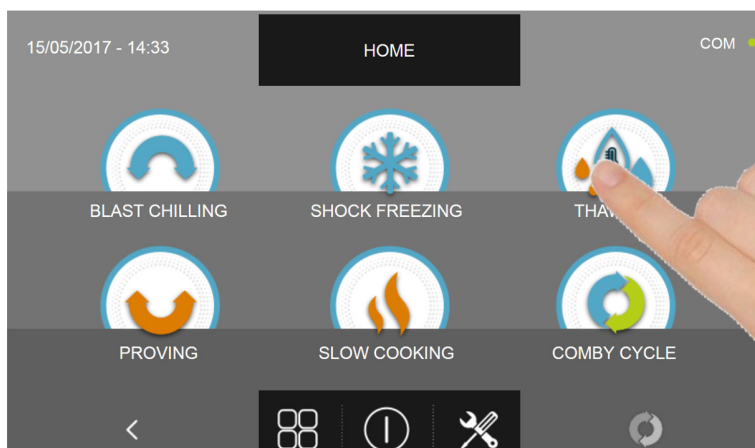 15/05/2017 - 14:33
HOME
COM
BLAST CHILLING
SHOCK FREEZING
PROVING
SLOW COOKING
COMBY CYCLE